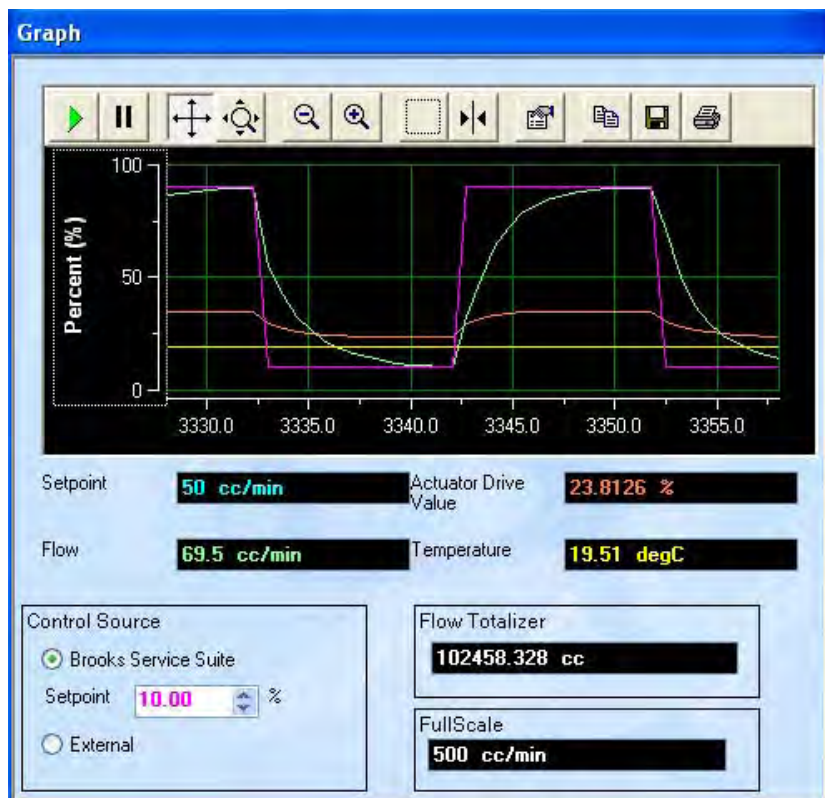 Graph
100
50
0
Percent (%)
3330.0 3335.0 3340.0 3345.0 3350.0 3355.0
Setpoint 50 cc/min
Actuator Drive Value 23.8126 %
Flow 69.5 cc/min
Temperature 19.51 degC
Control Source
Brooks Service Suite
Setpoint 10.00 %
External
Flow Totalizer
102458.328 cc
FullScale
500 cc/min